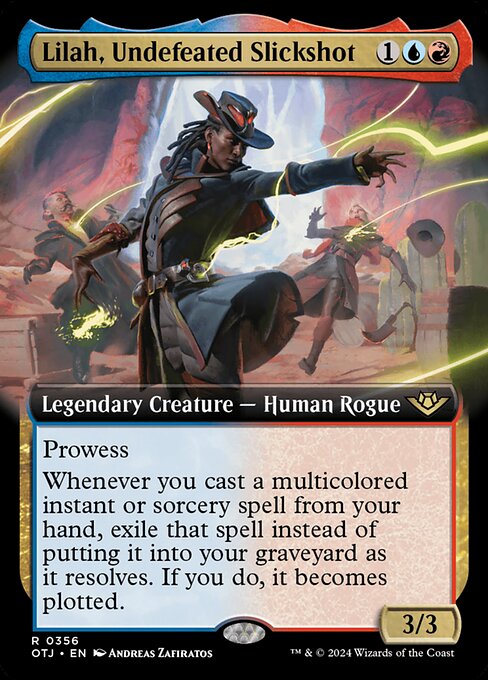 Lilah, Undefeated Slickshot 1
Legendary Creature — Human Rogue
Prowess
Whenever you cast a multicolored
instant or sorcery spell from your
hand, exile that spell instead of
putting it into your graveyard as
it resolves. If you do, it becomes
plotted.
3/3
R 0356
OTJ • EN ANDREAS ZAFIRATOS
™ & © 2024 Wizards of the Coast